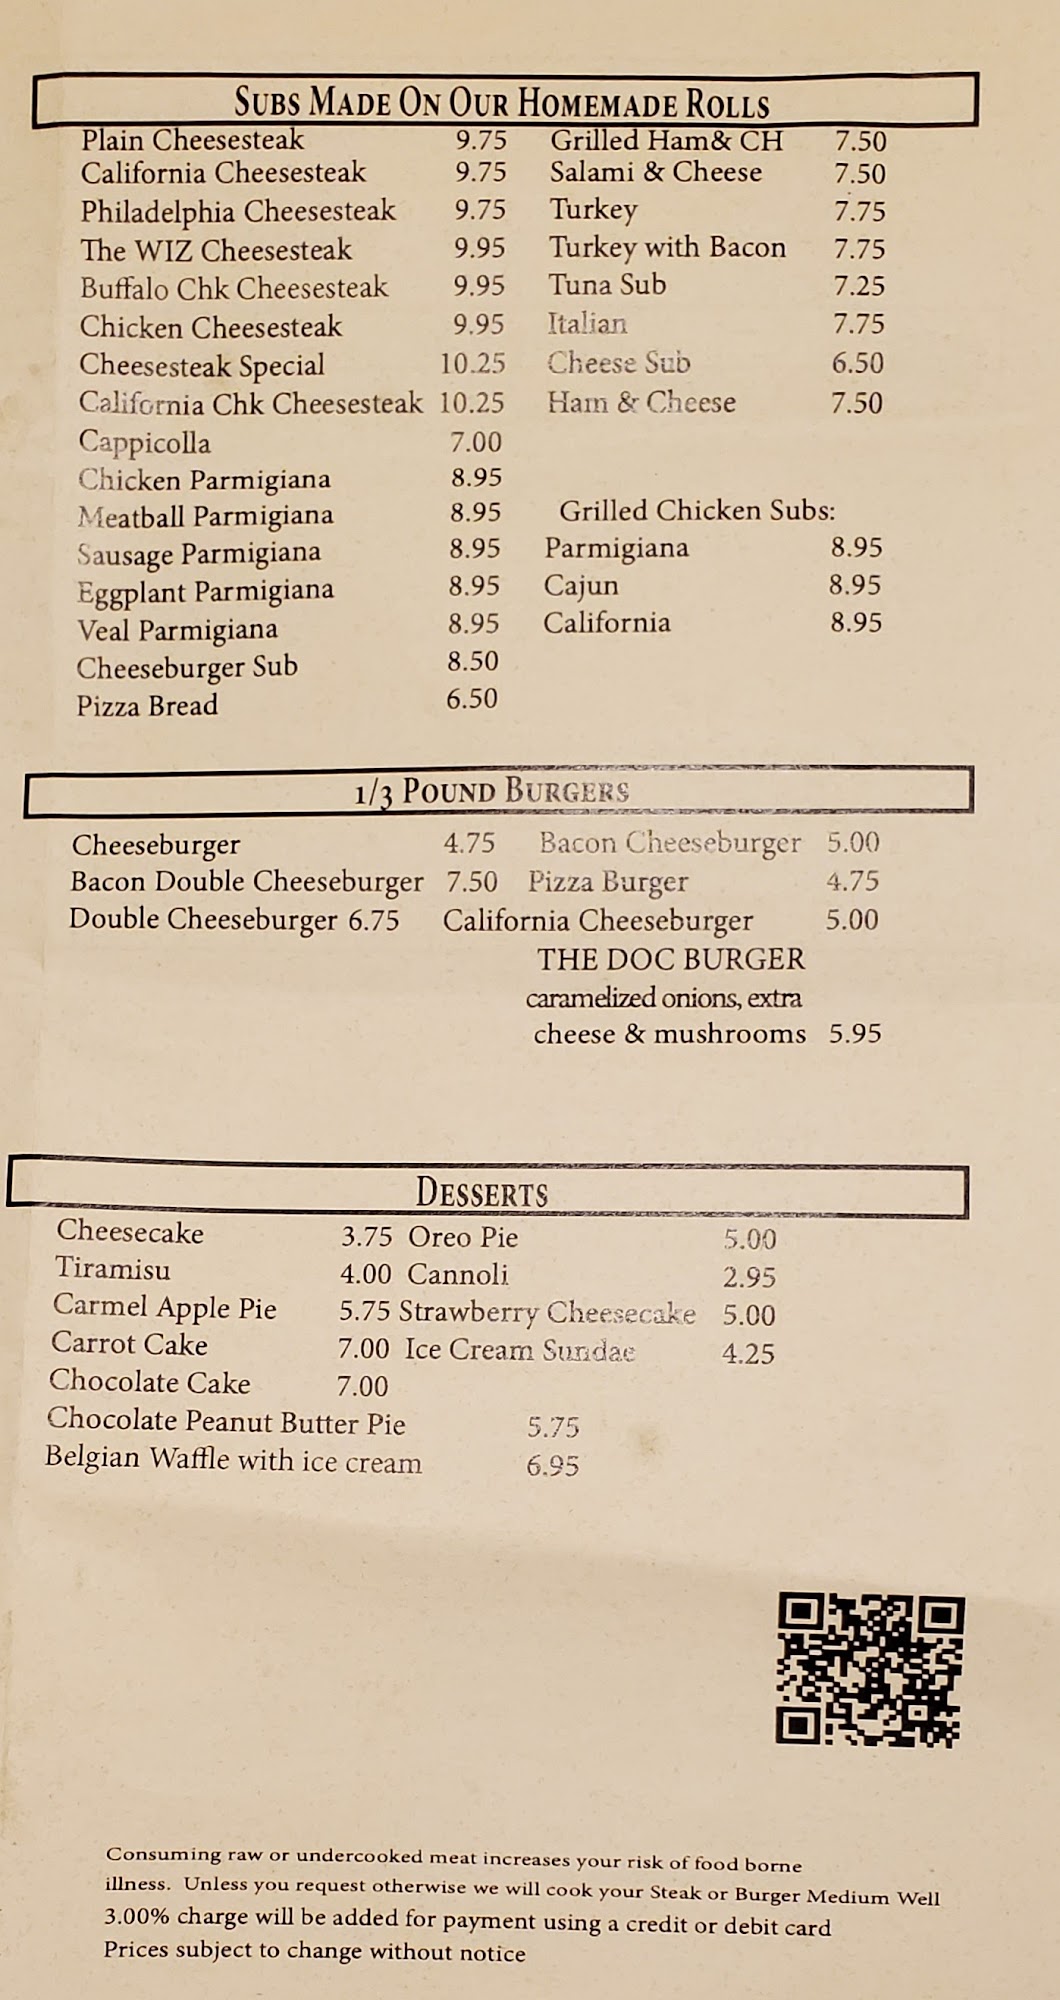 SUBS MADE ON OUR HOMEMADE ROLLS
Plain Cheesesteak 9.75 Grilled Ham& CH 7.50
California Cheesesteak 9.75 Salami & Cheese 7.50
Philadelphia Cheesesteak 9.75 Turkey 7.75
The WIZ Cheesesteak 9.95 Turkey with Bacon 7.75
Buffalo Chk Cheesesteak 9.95 Tuna Sub 7.25
Chicken Cheesesteak 9.95 Italian 7.75
Cheesesteak Special 10.25 Cheese Sub 6.50
California Chk Cheesesteak 10.25 Ham & Cheese 7.50
Cappicolla 7.00
Chicken Parmigiana 8.95
Meatball Parmigiana 8.95 Grilled Chicken Subs:
Sausage Parmigiana 8.95 Parmigiana 8.95
Eggplant Parmigiana 8.95 Cajun 8.95
Veal Parmigiana 8.95 California 8.95
Cheeseburger Sub 8.50
Pizza Bread 6.50
1/3 POUND BURGERS
Cheeseburger 4.75 Bacon Cheeseburger 5.00
Bacon Double Cheeseburger 7.50 Pizza Burger 4.75
Double Cheeseburger 6.75 California Cheeseburger 5.00
THE DOC BURGER
caramelized onions, extra
cheese & mushrooms 5.95
DESSERTS
Cheesecake 3.75 Oreo Pie 5.00
Tiramisu 4.00 Cannoli 2.95
Carmel Apple Pie 5.75 Strawberry Cheesecake 5.00
Carrot Cake 7.00 Ice Cream Sundae 4.25
Chocolate Cake 7.00
Chocolate Peanut Butter Pie 5.75
Belgian Waffle with ice cream 6.95
Consuming raw or undercooked meat increases your risk of food borne
illness. Unless you request otherwise we will cook your Steak or Burger Medium Well
3.00% charge will be added for payment using a credit or debit card
Prices subject to change without notice